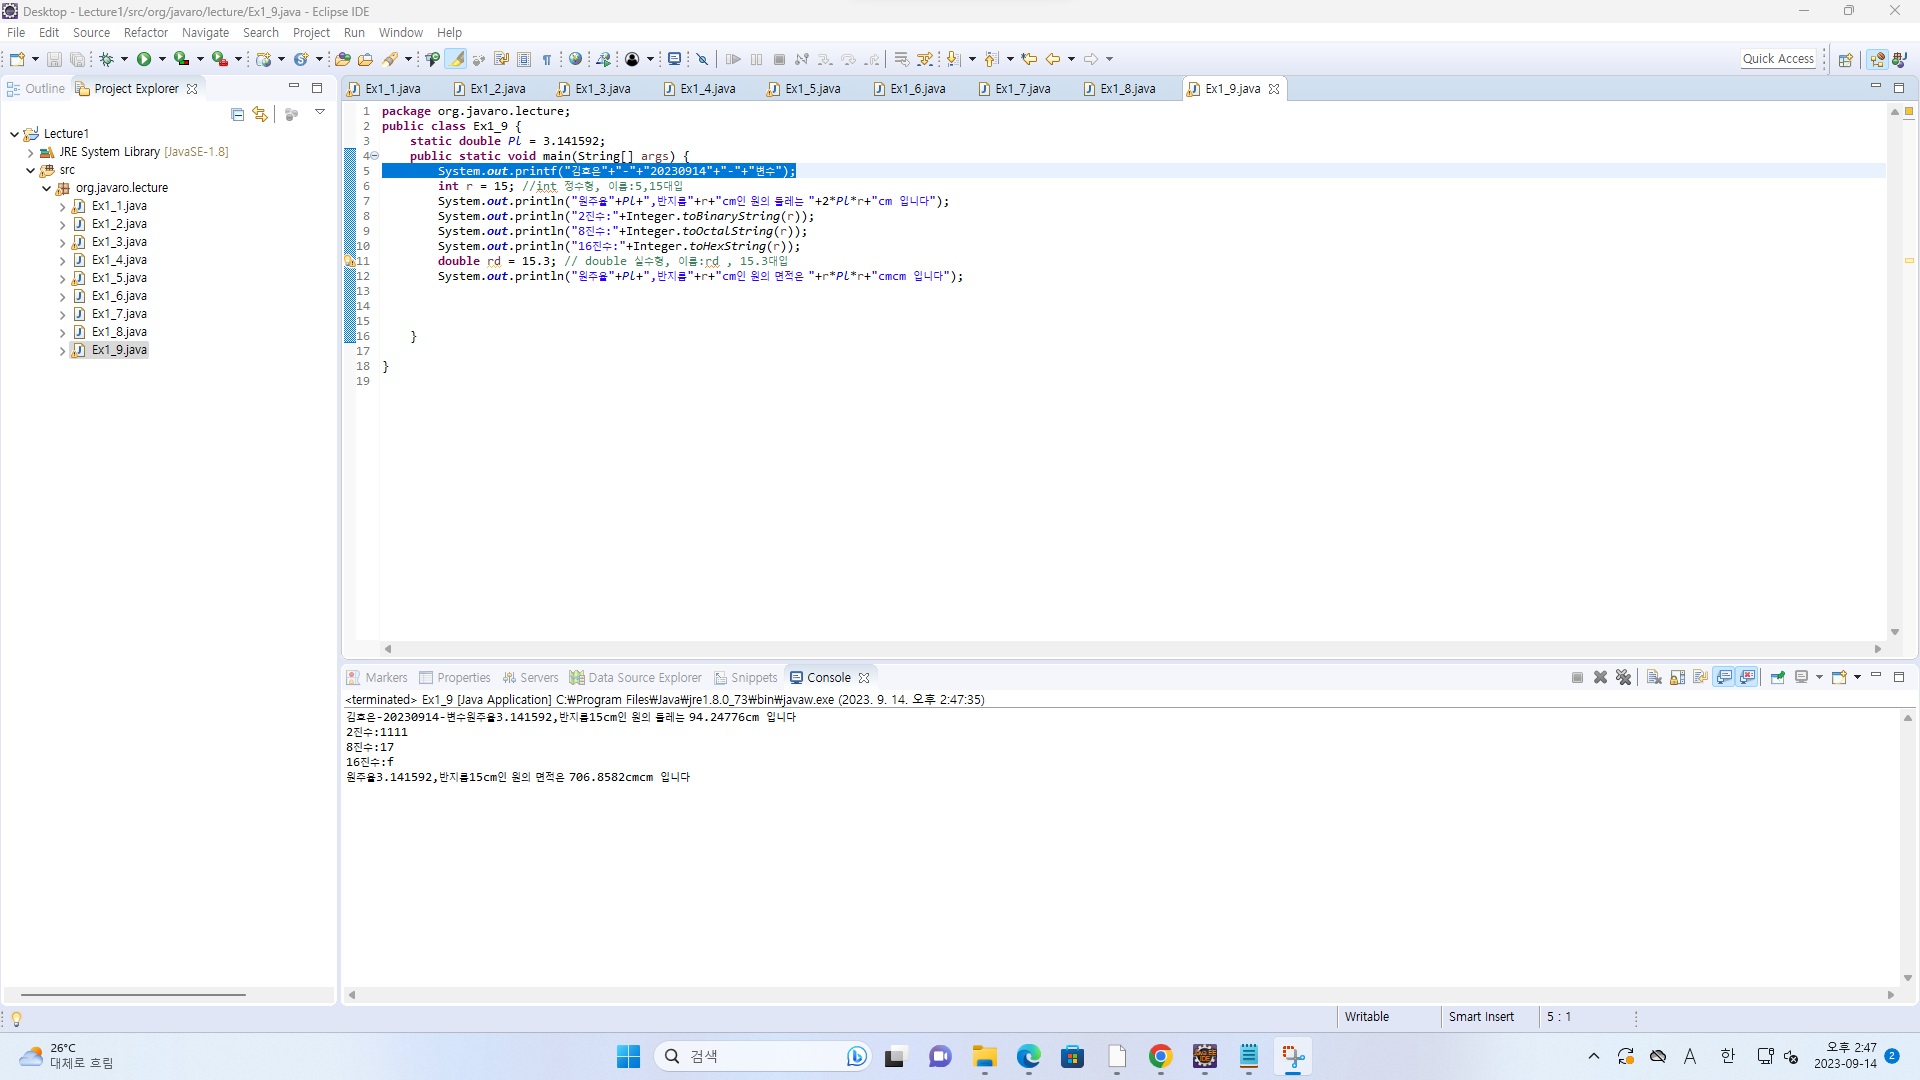 Desktop - Lecture1/src/org/javaro/lecture/Ex1_9.java - Eclipse IDE
File Edit Source Refactor Navigate Search Project Run Window Help
Quick Access
Outline Project Explorer
Ex1_1.java Ex1_2.java Ex1_3.java Ex1_4.java Ex1_5.java Ex1_6.java Ex1_7.java Ex1_8.java Ex1_9.java
Lecture1
JRE System Library [JavaSE-1.8]
src
org.javaro.lecture
Ex1_1.java
Ex1_2.java
Ex1_3.java
Ex1_4.java
Ex1_5.java
Ex1_6.java
Ex1_7.java
Ex1_8.java
Ex1_9.java
1 package org.javaro.lecture;
2 public class Ex1_9 {
3 static double Pl = 3.141592;
4 public static void main(String[] args) {
5 System.out.printf("김효은"+"-"+"20230914"+"-"+"변수");
6 int r = 15; //int 정수형, 이름:5,15대입
7 System.out.println("원주율"+Pl+",반지름"+r+"cm인 원의 둘레는 "+2*Pl*r+"cm 입니다");
8 System.out.println("2진수:"+Integer.toBinaryString(r));
9 System.out.println("8진수:"+Integer.toOctalString(r));
10 System.out.println("16진수:"+Integer.toHexString(r));
11 double rd = 15.3; // double 실수형, 이름:rd , 15.3대입
12 System.out.println("원주율"+Pl+",반지름"+r+"cm인 원의 면적은 "+r*Pl*r+"cmcm 입니다");
13
14
15
16 }
17
18 }
19
Markers Properties Servers Data Source Explorer Snippets Console
<terminated> Ex1_9 [Java Application] C:₩Program Files₩Java₩jre1.8.0_73₩bin₩javaw.exe (2023. 9. 14. 오후 2:47:35)
김효은-20230914-변수원주율3.141592,반지름15cm인 원의 둘레는 94.24776cm 입니다
2진수:1111
8진수:17
16진수:f
원주율3.141592,반지름15cm인 원의 면적은 706.8582cmcm 입니다
Writable Smart Insert 5 : 1
26°C
대체로 흐림
검색
A 한
오후 2:47
2023-09-14
2